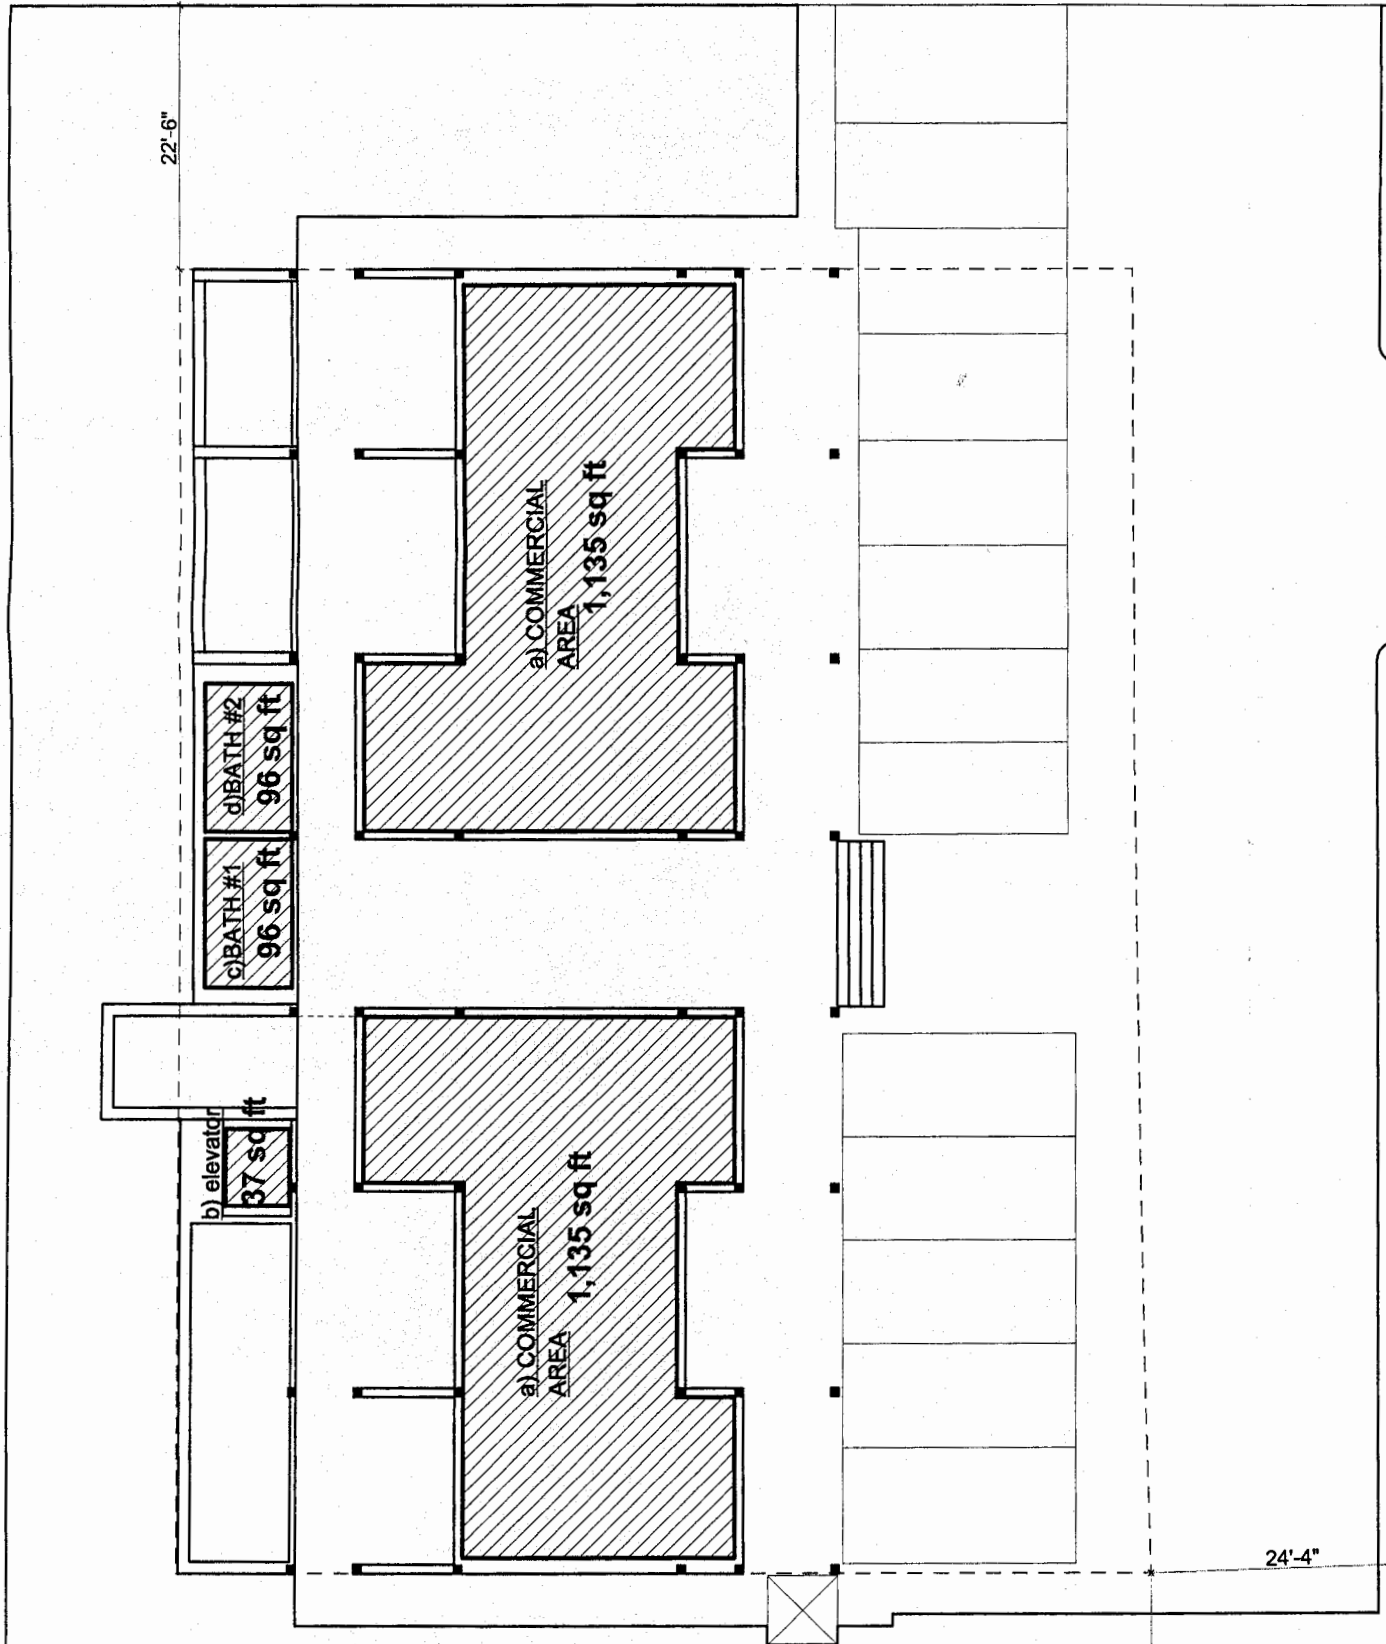 22'-6"
a) COMMERCIAL
AREA
1,135 sq ft
d)BATH #2
96 sq ft
c)BATH #1
96 sq ft
b) elevator
37 sq ft
a) COMMERCIAL
AREA
1,135 sq ft
24'-4"